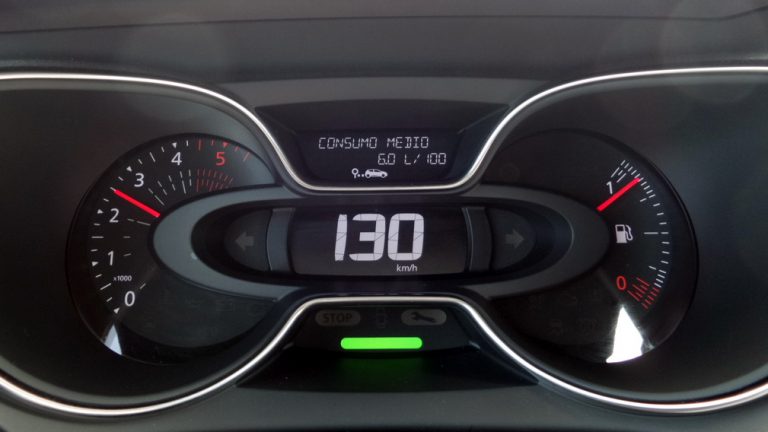 CONSUMO MEDIO
6.0 L/100
0
1
2
3
4
5
x1000
130
km/h
1
0
STOP